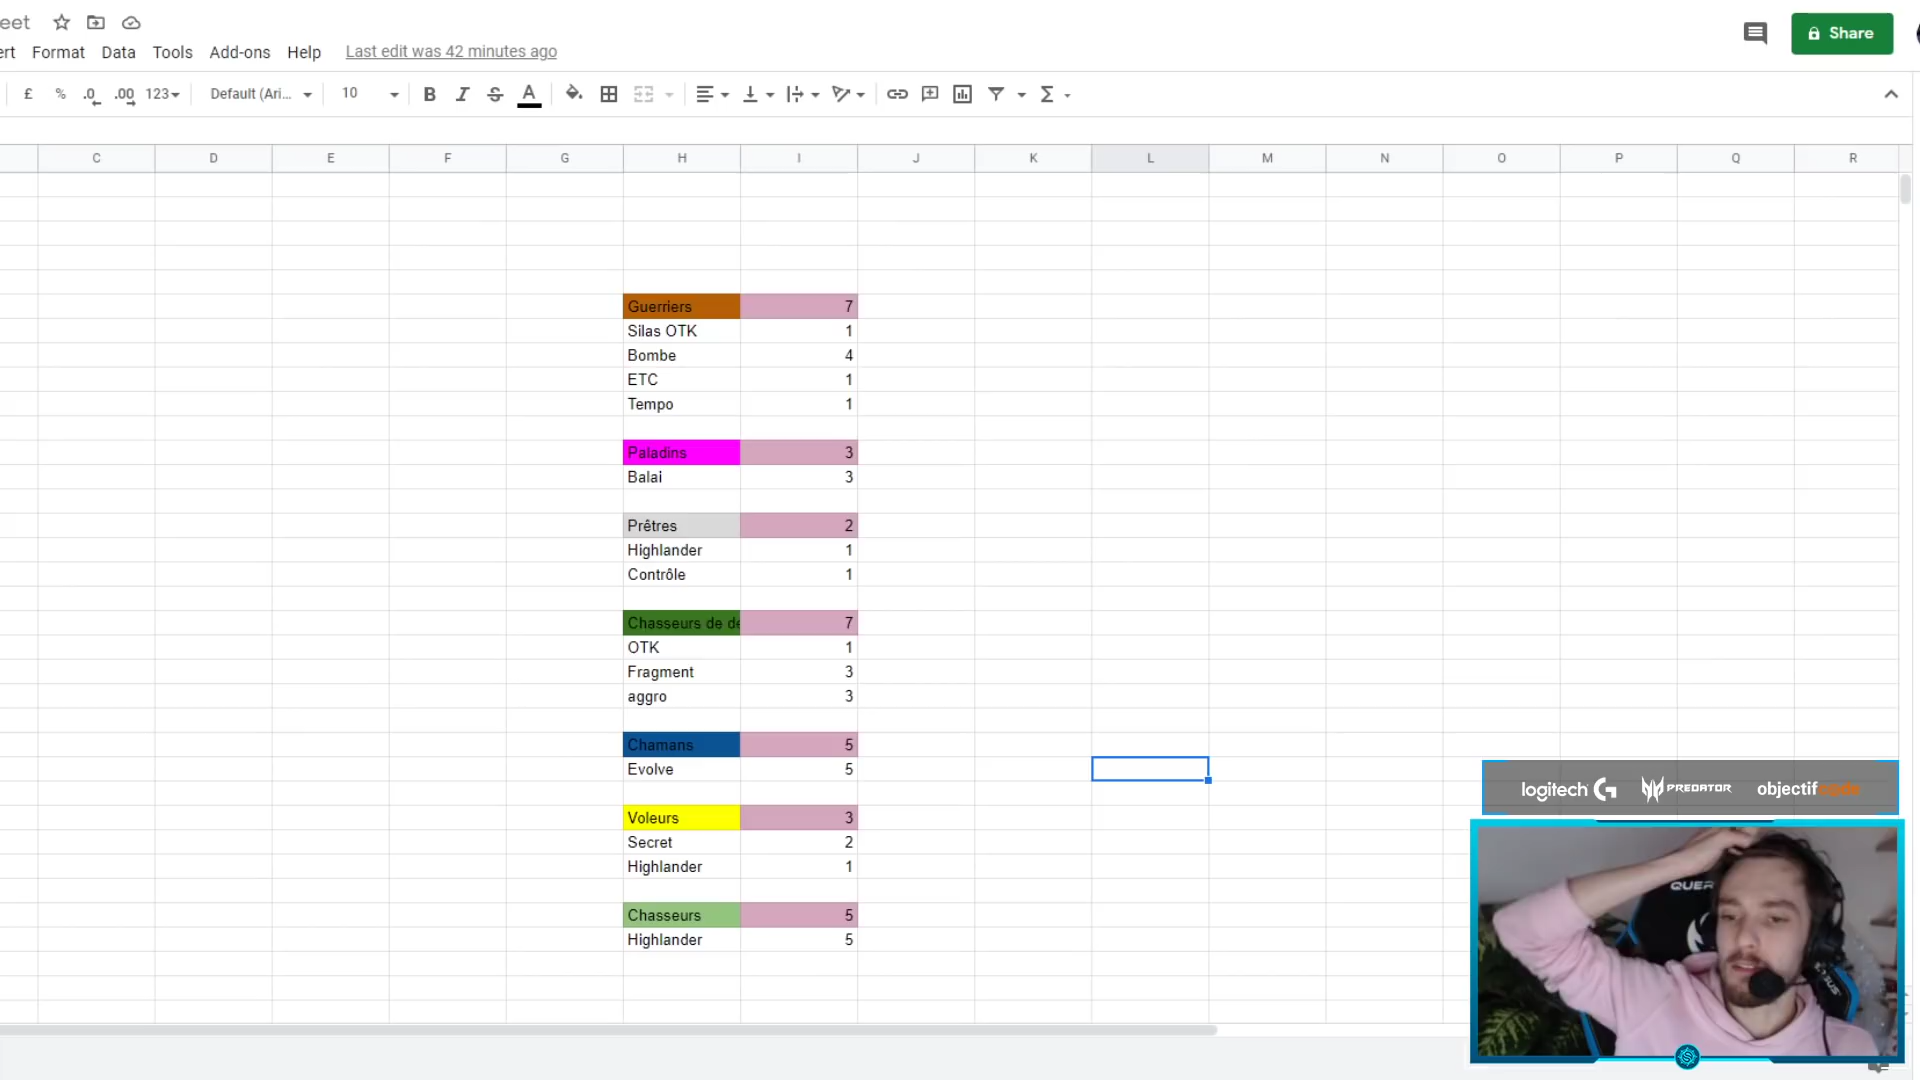 eet
ert Format Data Tools Add-ons Help Last edit was 42 minutes ago
Share
£ % .0 .00 123 Default (Ari... 10 B I S A Σ
C D E F G H I J K L M N O P Q R
Guerriers 7
Silas OTK 1
Bombe 4
ETC 1
Tempo 1
Paladins 3
Balai 3
Prêtres 2
Highlander 1
Contrôle 1
Chasseurs de de 7
OTK 1
Fragment 3
aggro 3
Chamans 5
Evolve 5
Voleurs 3
Secret 2
Highlander 1
Chasseurs 5
Highlander 5
logitech G PREDATOR objectifcode
QUER